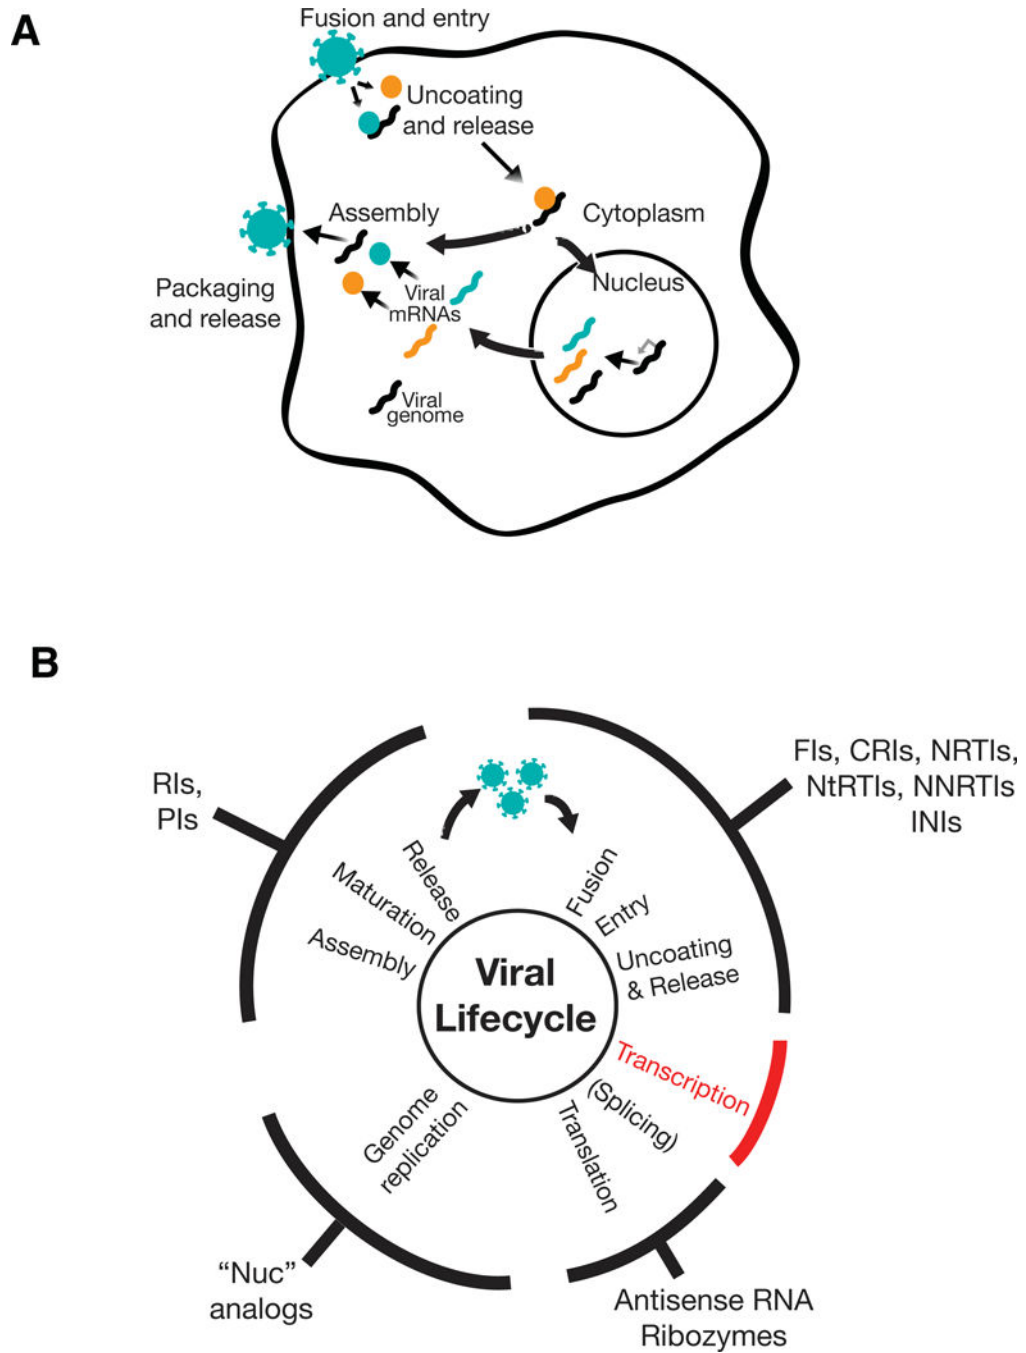 A
Fusion and entry
Uncoating
and release
Assembly
Cytoplasm
Nucleus
Packaging
and release
Viral
mRNAs
Viral
genome
B
FIs, CRIs, NRTIs,
NtRTIs, NNRTIs
INIs
RIs,
PIs
Release
Maturation
Assembly
Fusion
Entry
Uncoating
& Release
Viral
Lifecycle
Transcription
(Splicing)
Translation
Genome
replication
“Nuc”
analogs
Antisense RNA
Ribozymes